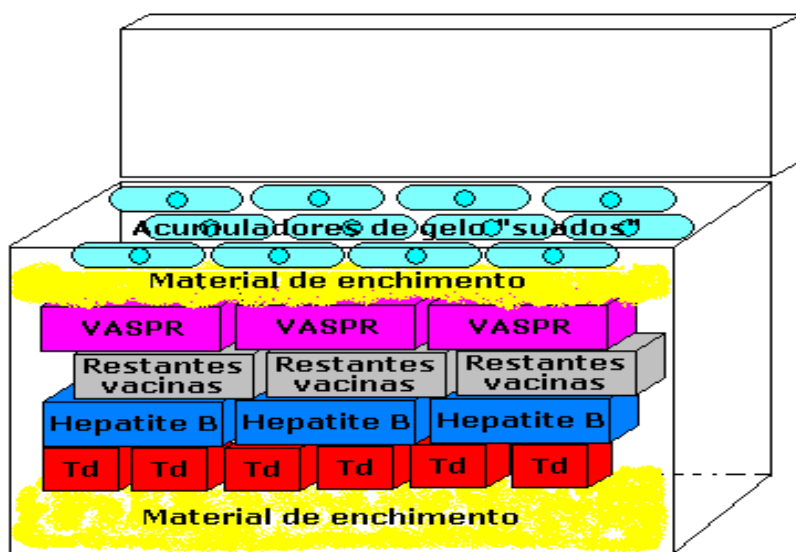 Acumuladores de gelo "suados"
Material de enchimento
VASPR VASPR VASPR
Restantes vacinas Restantes vacinas Restantes vacinas
Hepatite B Hepatite B Hepatite B
Td Td Td Td Td Td
Material de enchimento